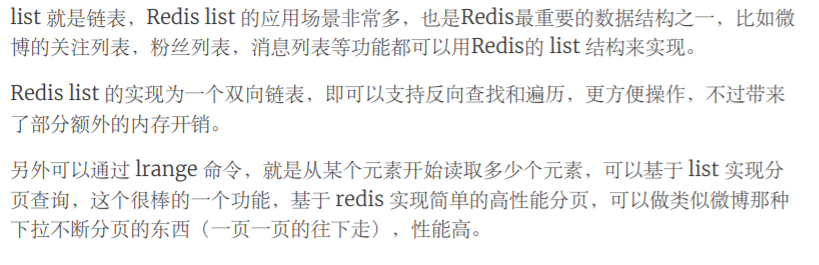 list 就是链表，Redis list 的应用场景非常多，也是Redis最重要的数据结构之一，比如微
博的关注列表，粉丝列表，消息列表等功能都可以用Redis的 list 结构来实现。
Redis list 的实现为一个双向链表，即可以支持反向查找和遍历，更方便操作，不过带来
了部分额外的内存开销。
另外可以通过 lrange 命令，就是从某个元素开始读取多少个元素，可以基于 list 实现分
页查询，这个很棒的一个功能，基于 redis 实现简单的高性能分页，可以做类似微博那种
下拉不断分页的东西（一页一页的往下走），性能高。